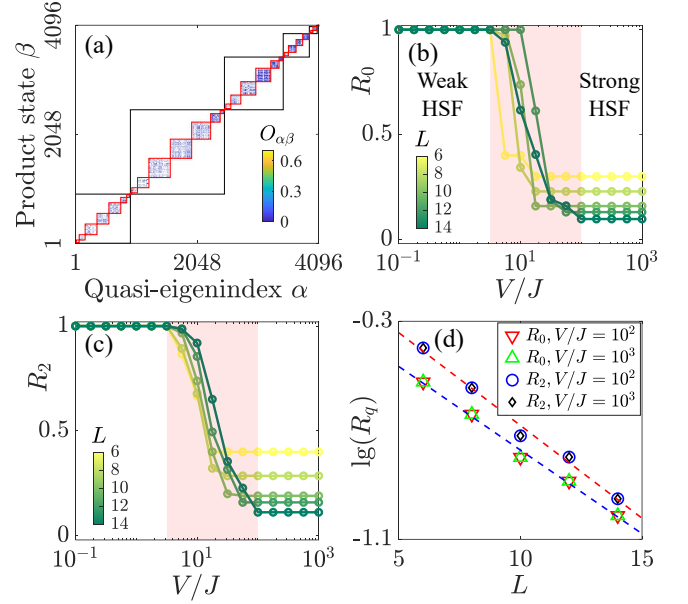 (a)
Product state β
4096
2048
1
O_{αβ}
0.6
0.3
0
1
2048
4096
Quasi-eigenindex α
(b)
R_0
1
0.5
0
Weak
HSF
Strong
HSF
L
6
8
10
12
14
10^{-1}
10^1
10^3
V/J
(c)
R_2
1
0.5
0
L
6
8
10
12
14
10^{-1}
10^1
10^3
V/J
(d)
lg(R_q)
-0.3
-1.1
R_0, V/J = 10^2
R_0, V/J = 10^3
R_2, V/J = 10^2
R_2, V/J = 10^3
5
10
15
L